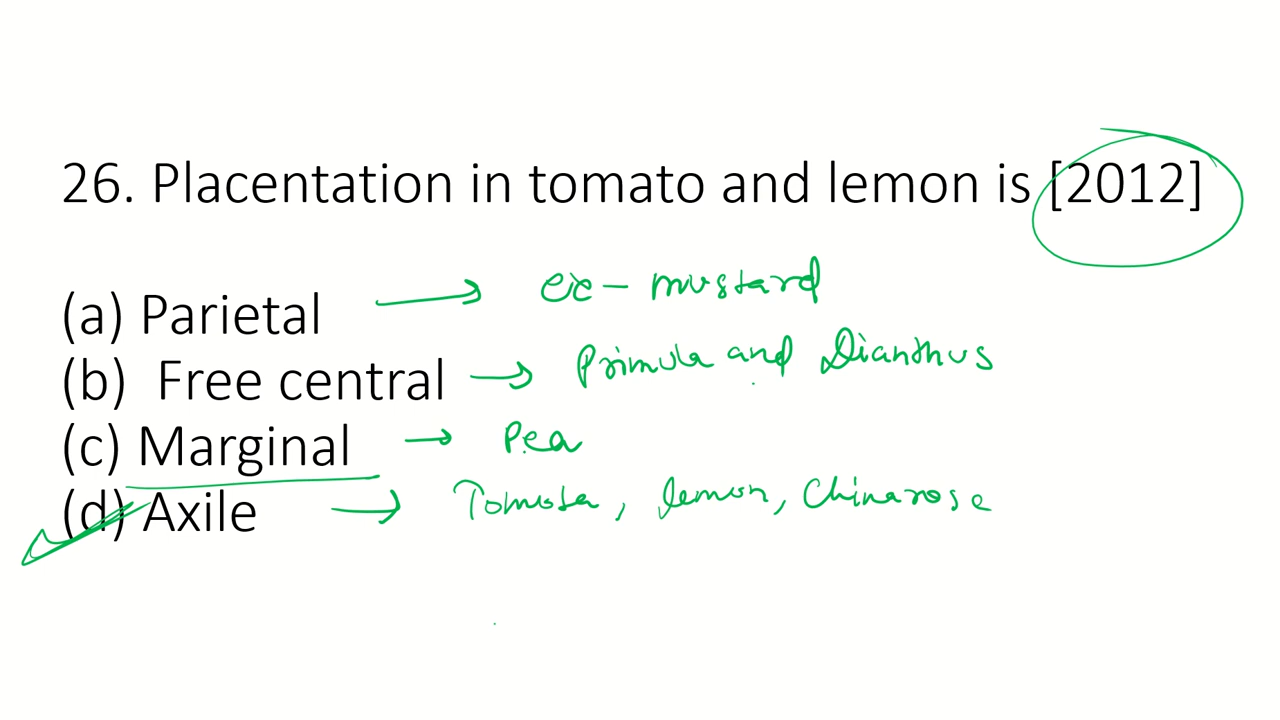 26. Placentation in tomato and lemon is [2012]
(a) Parietal → ex - mustard
(b) Free central → Primula and Dianthus
(c) Marginal → Pea
(d) Axile → Tomota, lemon, Chinarose